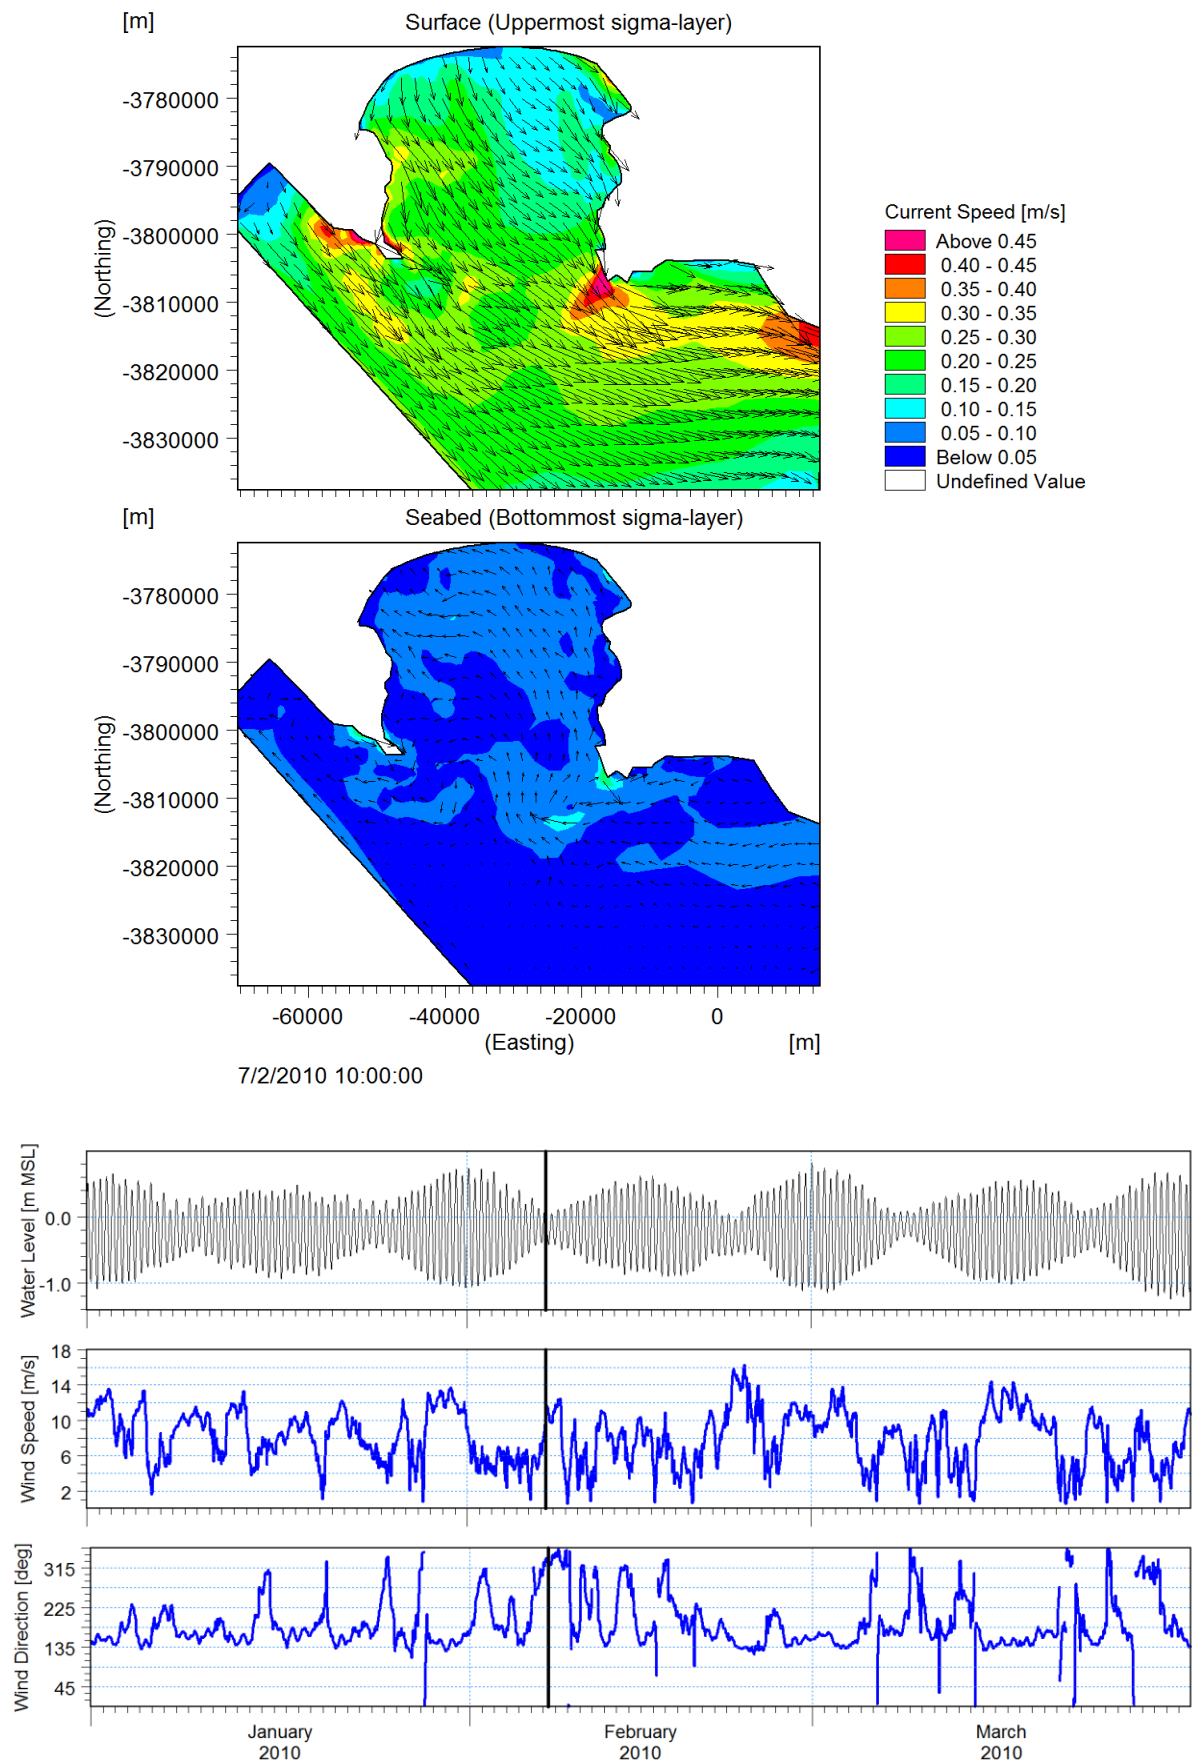 [m]
Surface (Uppermost sigma-layer)
-3780000
-3790000
-3800000
-3810000
-3820000
-3830000
(Northing)
Current Speed [m/s]
Above 0.45
0.40 - 0.45
0.35 - 0.40
0.30 - 0.35
0.25 - 0.30
0.20 - 0.25
0.15 - 0.20
0.10 - 0.15
0.05 - 0.10
Below 0.05
Undefined Value
[m]
Seabed (Bottommost sigma-layer)
-3780000
-3790000
-3800000
-3810000
-3820000
-3830000
(Northing)
-60000 -40000 -20000 0
(Easting) [m]
7/2/2010 10:00:00
Water Level [m MSL]
0.0
-1.0
Wind Speed [m/s]
18
14
10
6
2
Wind Direction [deg]
315
225
135
45
January February March
2010 2010 2010